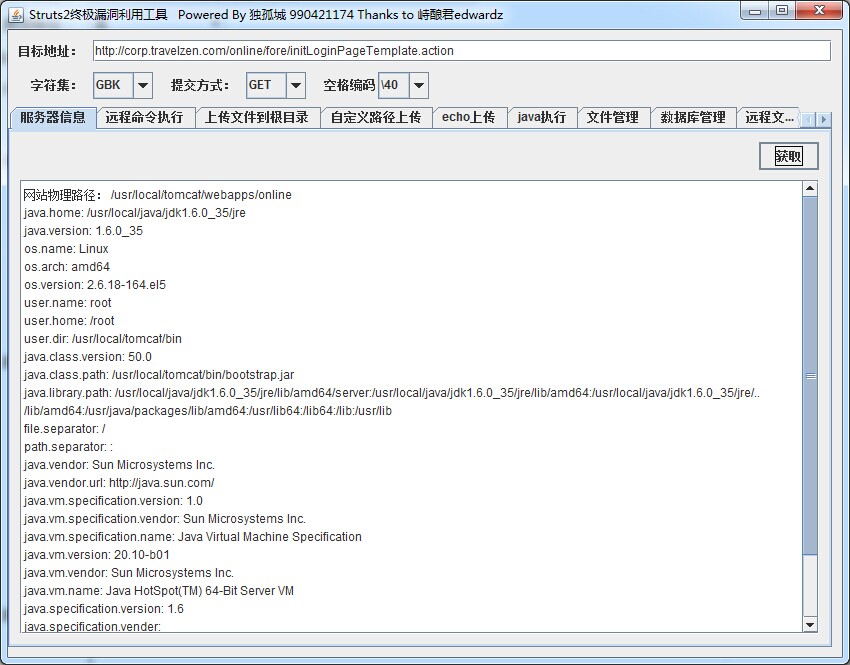 Struts2终极漏洞利用工具 Powered By 独孤城 990421174 Thanks to 峙酿君edwardz
目标地址: http://corp.travelzen.com/online/fore/initLoginPageTemplate.action
字符集: GBK 提交方式: GET 空格编码 \40
服务器信息 远程命令执行 上传文件到根目录 自定义路径上传 echo上传 java执行 文件管理 数据库管理 远程文...
获取
网站物理路径: /usr/local/tomcat/webapps/online
java.home: /usr/local/java/jdk1.6.0_35/jre
java.version: 1.6.0_35
os.name: Linux
os.arch: amd64
os.version: 2.6.18-164.el5
user.name: root
user.home: /root
user.dir: /usr/local/tomcat/bin
java.class.version: 50.0
java.class.path: /usr/local/tomcat/bin/bootstrap.jar
java.library.path: /usr/local/java/jdk1.6.0_35/jre/lib/amd64/server:/usr/local/java/jdk1.6.0_35/jre/lib/amd64:/usr/local/java/jdk1.6.0_35/jre/..
/lib/amd64:/usr/java/packages/lib/amd64:/usr/lib64:/lib64:/lib:/usr/lib
file.separator: /
path.separator: :
java.vendor: Sun Microsystems Inc.
java.vendor.url: http://java.sun.com/
java.vm.specification.version: 1.0
java.vm.specification.vendor: Sun Microsystems Inc.
java.vm.specification.name: Java Virtual Machine Specification
java.vm.version: 20.10-b01
java.vm.vendor: Sun Microsystems Inc.
java.vm.name: Java HotSpot(TM) 64-Bit Server VM
java.specification.version: 1.6
java.specification.vender: